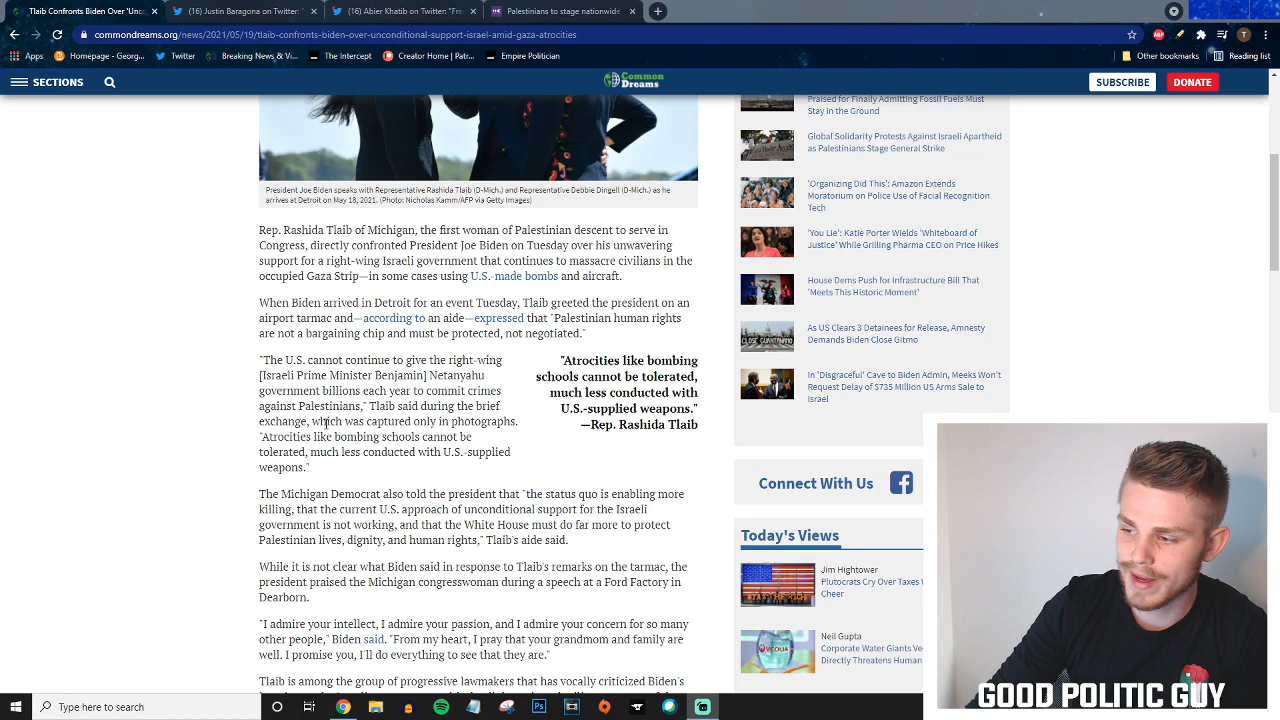 Tlaib Confronts Biden Over 'Unc
(16) Justin Baragona on Twitter: "
(16) Abier Khatib on Twitter: "Fre
Palestinians to stage nationwide
commondreams.org/news/2021/05/19/tlaib-confronts-biden-over-unconditional-support-israel-amid-gaza-atrocities
ABP
T
Apps
Homepage - Georg...
Twitter
Breaking News & Vi...
The Intercept
Creator Home | Patr...
Empire Politician
Other bookmarks
Reading list
SECTIONS
Common Dreams
SUBSCRIBE
DONATE
President Joe Biden speaks with Representative Rashida Tlaib (D-Mich.) and Representative Debbie Dingell (D-Mich.) as he
arrives at Detroit on May 18, 2021. (Photo: Nicholas Kamm/AFP via Getty Images)
Rep. Rashida Tlaib of Michigan, the first woman of Palestinian descent to serve in
Congress, directly confronted President Joe Biden on Tuesday over his unwavering
support for a right-wing Israeli government that continues to massacre civilians in the
occupied Gaza Strip—in some cases using U.S.-made bombs and aircraft.
When Biden arrived in Detroit for an event Tuesday, Tlaib greeted the president on an
airport tarmac and—according to an aide—expressed that "Palestinian human rights
are not a bargaining chip and must be protected, not negotiated."
"The U.S. cannot continue to give the right-wing
[Israeli Prime Minister Benjamin] Netanyahu
government billions each year to commit crimes
against Palestinians," Tlaib said during the brief
exchange, which was captured only in photographs.
"Atrocities like bombing schools cannot be
tolerated, much less conducted with U.S.-supplied
weapons."
"Atrocities like bombing
schools cannot be tolerated,
much less conducted with
U.S.-supplied weapons."
—Rep. Rashida Tlaib
The Michigan Democrat also told the president that "the status quo is enabling more
killing, that the current U.S. approach of unconditional support for the Israeli
government is not working, and that the White House must do far more to protect
Palestinian lives, dignity, and human rights," Tlaib's aide said.
While it is not clear what Biden said in response to Tlaib's remarks on the tarmac, the
president praised the Michigan congresswoman during a speech at a Ford Factory in
Dearborn.
"I admire your intellect, I admire your passion, and I admire your concern for so many
other people," Biden said. "From my heart, I pray that your grandmom and family are
well. I promise you, I'll do everything to see that they are."
Tlaib is among the group of progressive lawmakers that has vocally criticized Biden's
Praised for Finally Admitting Fossil Fuels Must
Stay in the Ground
Global Solidarity Protests Against Israeli Apartheid
as Palestinians Stage General Strike
'Organizing Did This': Amazon Extends
Moratorium on Police Use of Facial Recognition
Tech
'You Lie': Katie Porter Wields 'Whiteboard of
Justice' While Grilling Pharma CEO on Price Hikes
House Dems Push for Infrastructure Bill That
'Meets This Historic Moment'
As US Clears 3 Detainees for Release, Amnesty
Demands Biden Close Gitmo
CLOSE GUANTANAMO
In 'Disgraceful' Cave to Biden Admin, Meeks Won't
Request Delay of $735 Million US Arms Sale to
Israel
Connect With Us
Today's Views
Jim Hightower
Plutocrats Cry Over Taxes
Cheer
#TAX THE RICH
Neil Gupta
Corporate Water Giants Ve
Directly Threatens Human
VEOLIA
GOOD POLITIC GUY
Type here to search